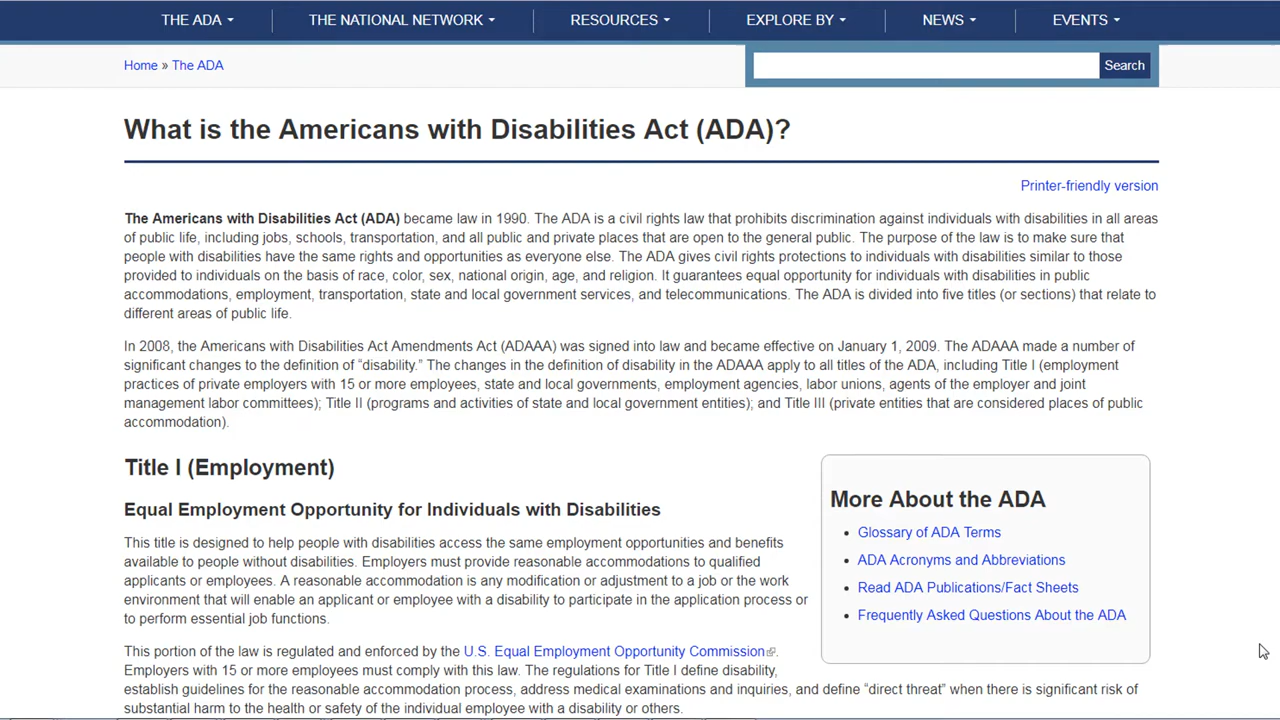 THE ADA THE NATIONAL NETWORK RESOURCES EXPLORE BY NEWS EVENTS
Home » The ADA
Search
What is the Americans with Disabilities Act (ADA)?
Printer-friendly version
The Americans with Disabilities Act (ADA) became law in 1990. The ADA is a civil rights law that prohibits discrimination against individuals with disabilities in all areas
of public life, including jobs, schools, transportation, and all public and private places that are open to the general public. The purpose of the law is to make sure that
people with disabilities have the same rights and opportunities as everyone else. The ADA gives civil rights protections to individuals with disabilities similar to those
provided to individuals on the basis of race, color, sex, national origin, age, and religion. It guarantees equal opportunity for individuals with disabilities in public
accommodations, employment, transportation, state and local government services, and telecommunications. The ADA is divided into five titles (or sections) that relate to
different areas of public life.
In 2008, the Americans with Disabilities Act Amendments Act (ADAAA) was signed into law and became effective on January 1, 2009. The ADAAA made a number of
significant changes to the definition of “disability.” The changes in the definition of disability in the ADAAA apply to all titles of the ADA, including Title I (employment
practices of private employers with 15 or more employees, state and local governments, employment agencies, labor unions, agents of the employer and joint
management labor committees); Title II (programs and activities of state and local government entities); and Title III (private entities that are considered places of public
accommodation).
Title I (Employment)
Equal Employment Opportunity for Individuals with Disabilities
This title is designed to help people with disabilities access the same employment opportunities and benefits
available to people without disabilities. Employers must provide reasonable accommodations to qualified
applicants or employees. A reasonable accommodation is any modification or adjustment to a job or the work
environment that will enable an applicant or employee with a disability to participate in the application process or
to perform essential job functions.
This portion of the law is regulated and enforced by the U.S. Equal Employment Opportunity Commission.
Employers with 15 or more employees must comply with this law. The regulations for Title I define disability,
establish guidelines for the reasonable accommodation process, address medical examinations and inquiries, and define “direct threat” when there is significant risk of
substantial harm to the health or safety of the individual employee with a disability or others.
More About the ADA
• Glossary of ADA Terms
• ADA Acronyms and Abbreviations
• Read ADA Publications/Fact Sheets
• Frequently Asked Questions About the ADA